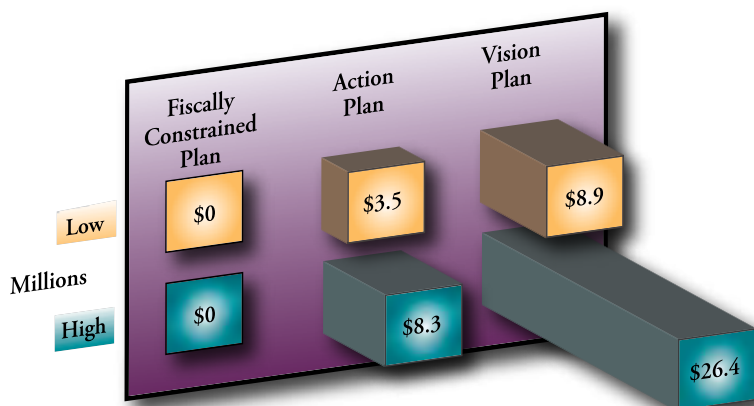 Fiscally
Constrained
Plan
Action
Plan
Vision
Plan
Low
$0
$3.5
$8.9
Millions
High
$0
$8.3
$26.4